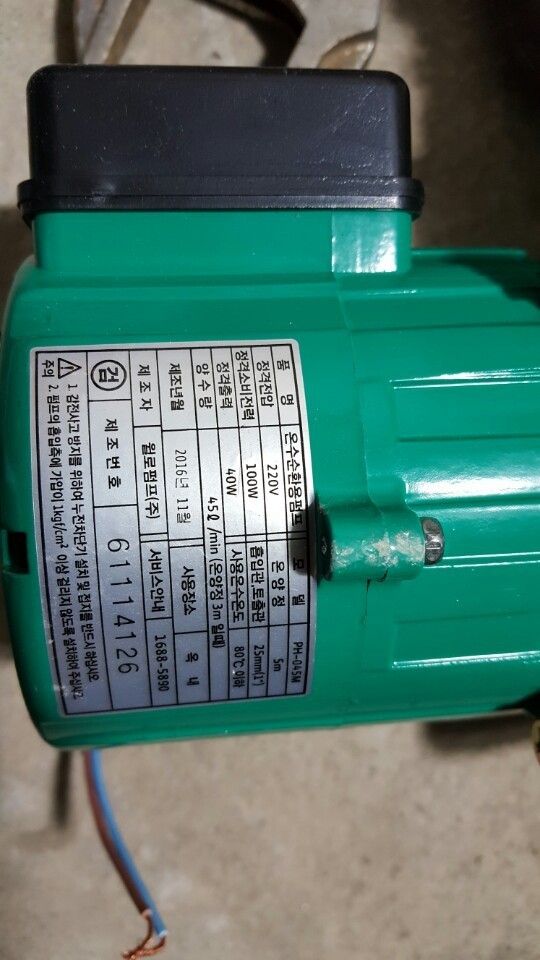 품 명 온수순환용펌프 모 델 PH-045M
정격전압 220V 온 양 정 5m
정격소비전력 100W 흡입관,토출관 25mm(1")
정격출력 40W 사용온수온도 80℃ 이하
양 수 량 45ℓ/min (온양정 3m 일때)
제조년월 2016년 11월 사용장소 옥 내
제 조 자 윌로펌프(주) 서비스안내 1688-5890
검 제 조 번 호 61114126
주의 1. 감전사고 방지를 위하여 누전차단기 설치 및 접지를 반드시 하십시오.
2. 펌프의 흡입측에 기압이 1kgf/cm² 이상 걸리지 않도록 설치하여 주십시오.